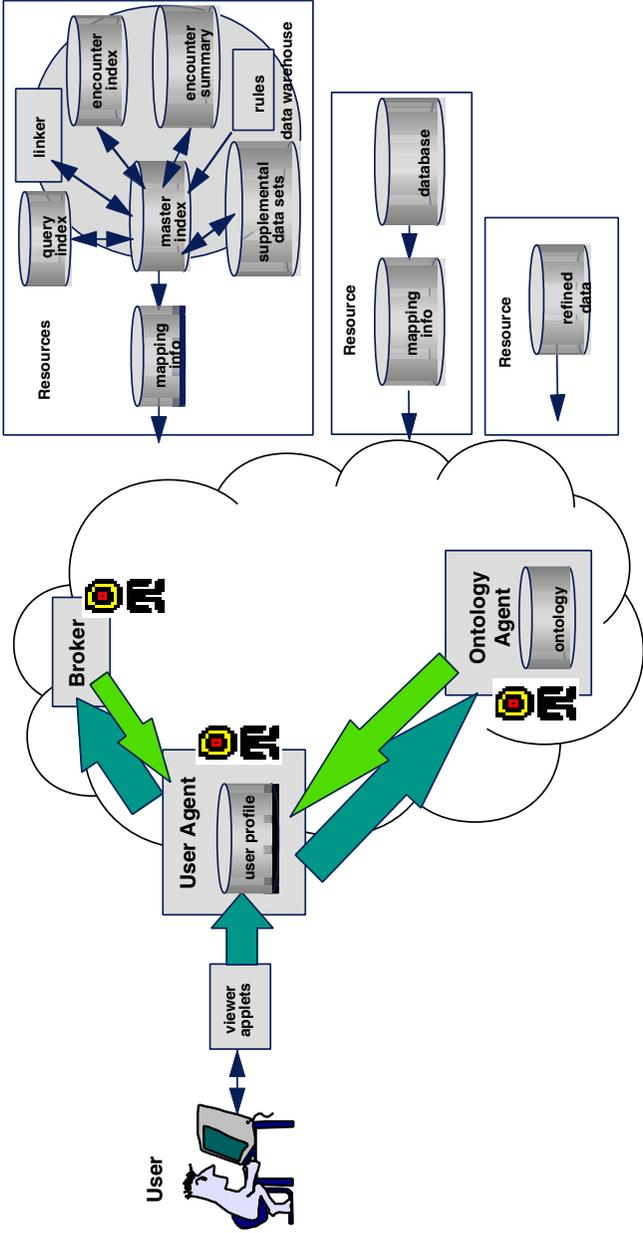 User
viewer
applets
User Agent
user profile
Broker
Ontology
Agent
ontology
Resources
mapping
info
query
index
linker
master
index
encounter
index
encounter
summary
rules
data warehouse
supplemental
data sets
Resource
mapping
info
database
Resource
refined
data